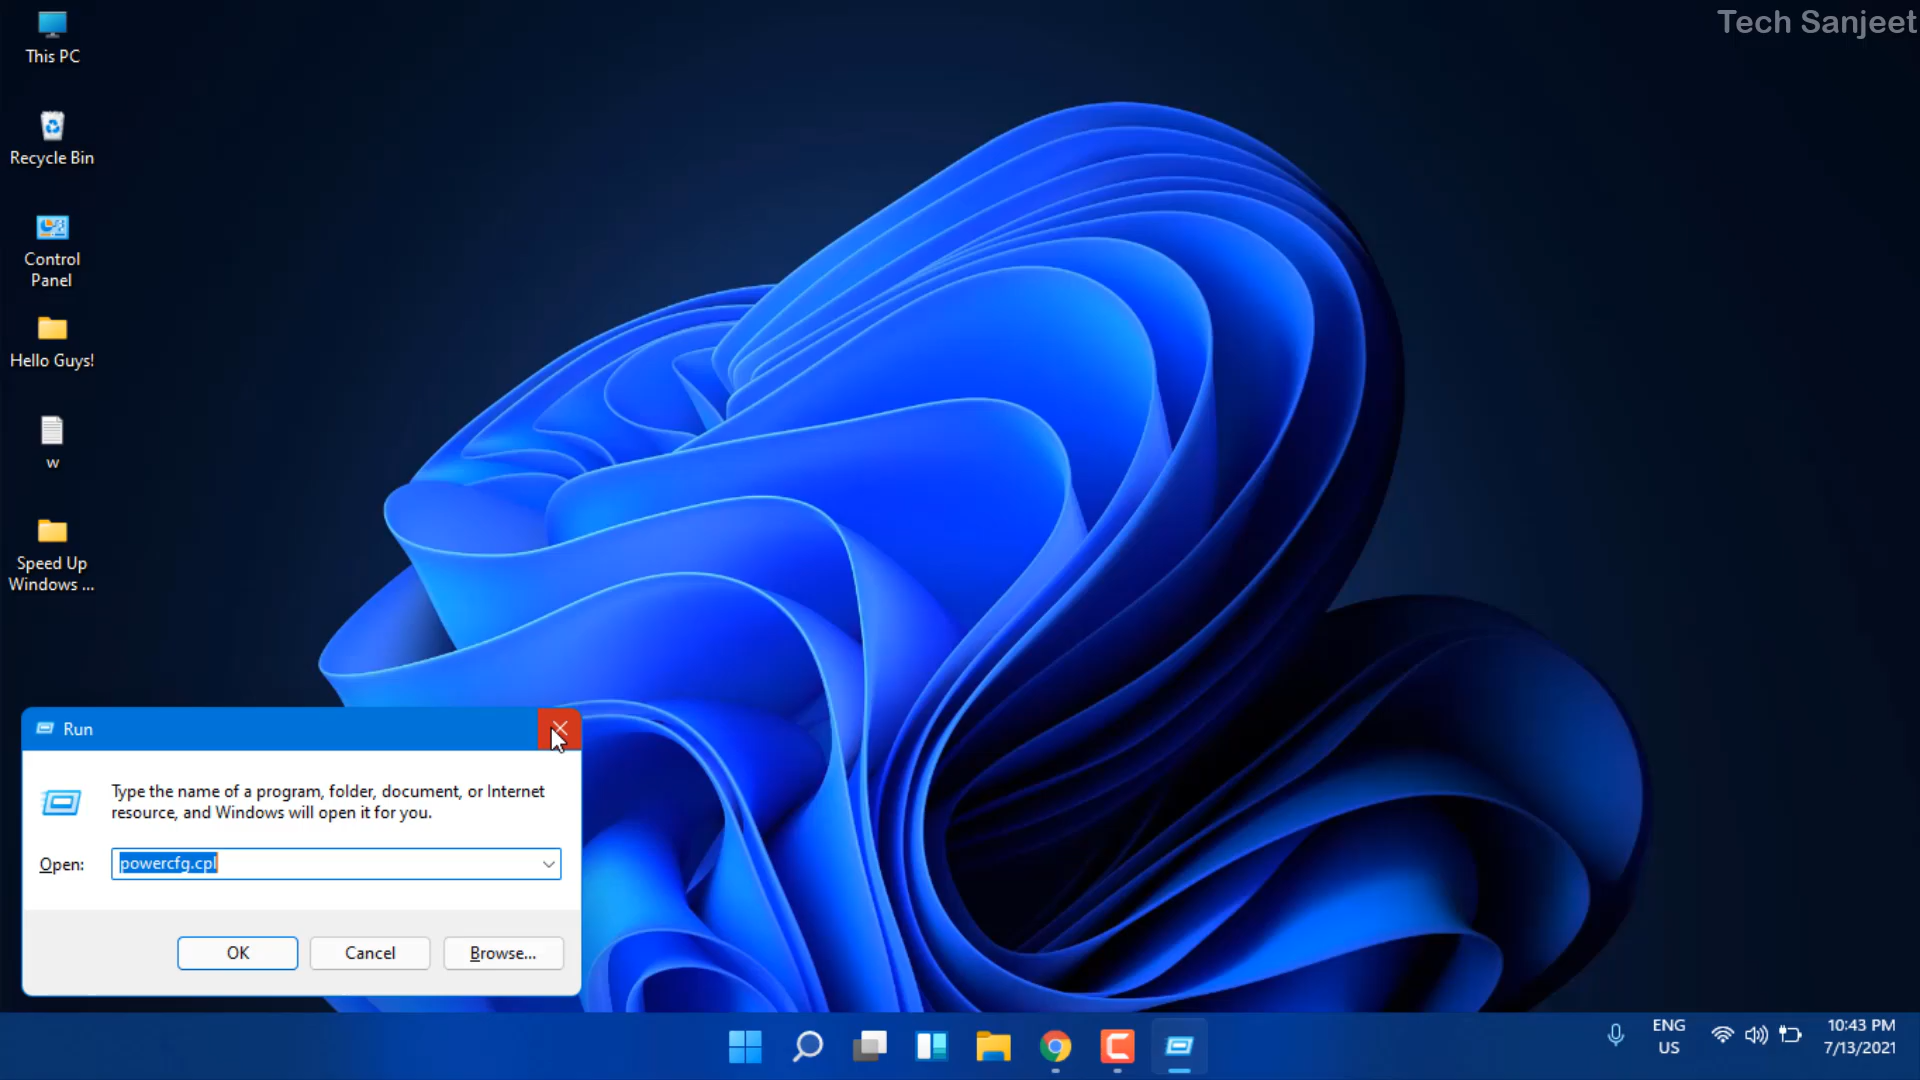 Tech Sanjeet
This PC
Recycle Bin
Control
Panel
Hello Guys!
w
Speed Up
Windows ...
Run
Type the name of a program, folder, document, or Internet
resource, and Windows will open it for you.
Open: powercfg.cpl
OK Cancel Browse...
ENG
US
10:43 PM
7/13/2021